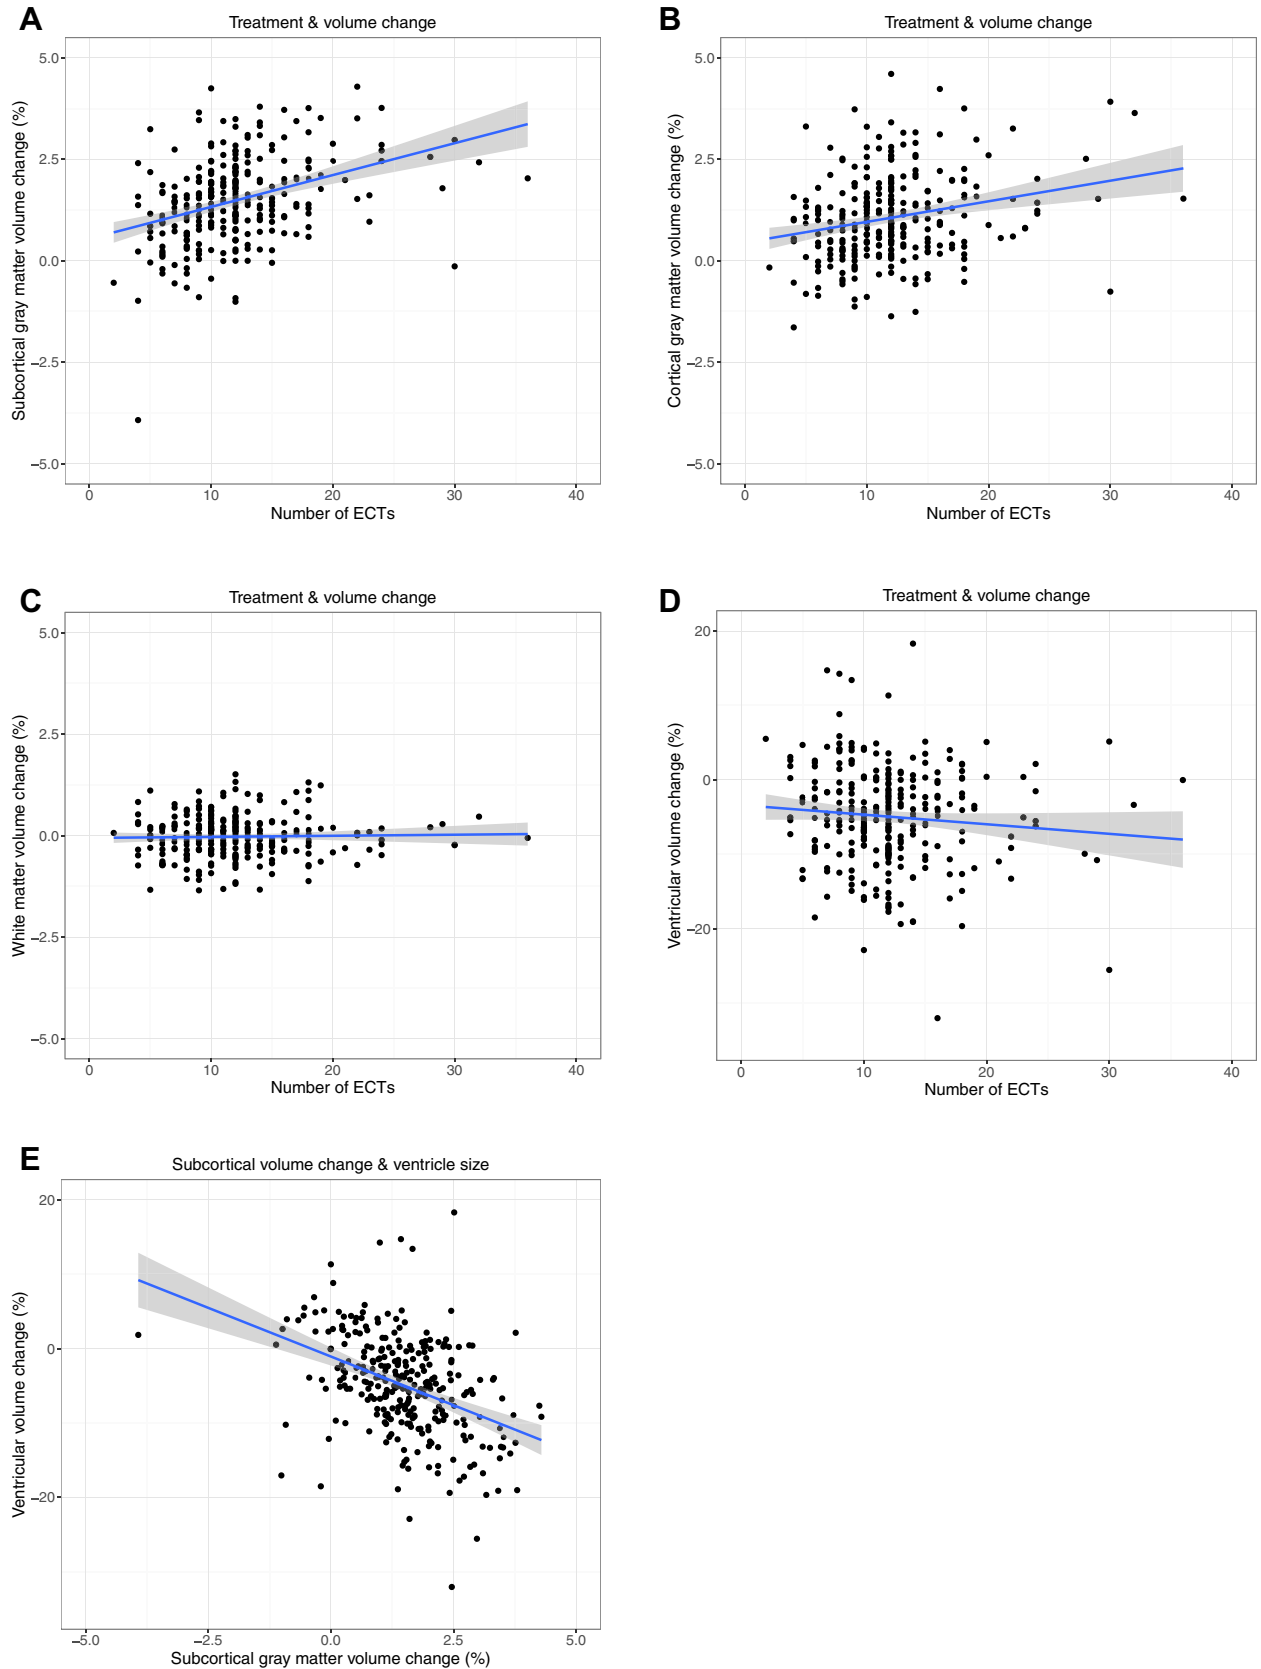 A
Treatment & volume change
Subcortical gray matter volume change (%)
5.0
2.5
0.0
−2.5
−5.0
0 10 20 30 40
Number of ECTs
B
Treatment & volume change
Cortical gray matter volume change (%)
5.0
2.5
0.0
−2.5
−5.0
0 10 20 30 40
Number of ECTs
C
Treatment & volume change
White matter volume change (%)
5.0
2.5
0.0
−2.5
−5.0
0 10 20 30 40
Number of ECTs
D
Treatment & volume change
Ventricular volume change (%)
20
0
−20
0 10 20 30 40
Number of ECTs
E
Subcortical volume change & ventricle size
Ventricular volume change (%)
20
0
−20
−5.0 −2.5 0.0 2.5 5.0
Subcortical gray matter volume change (%)